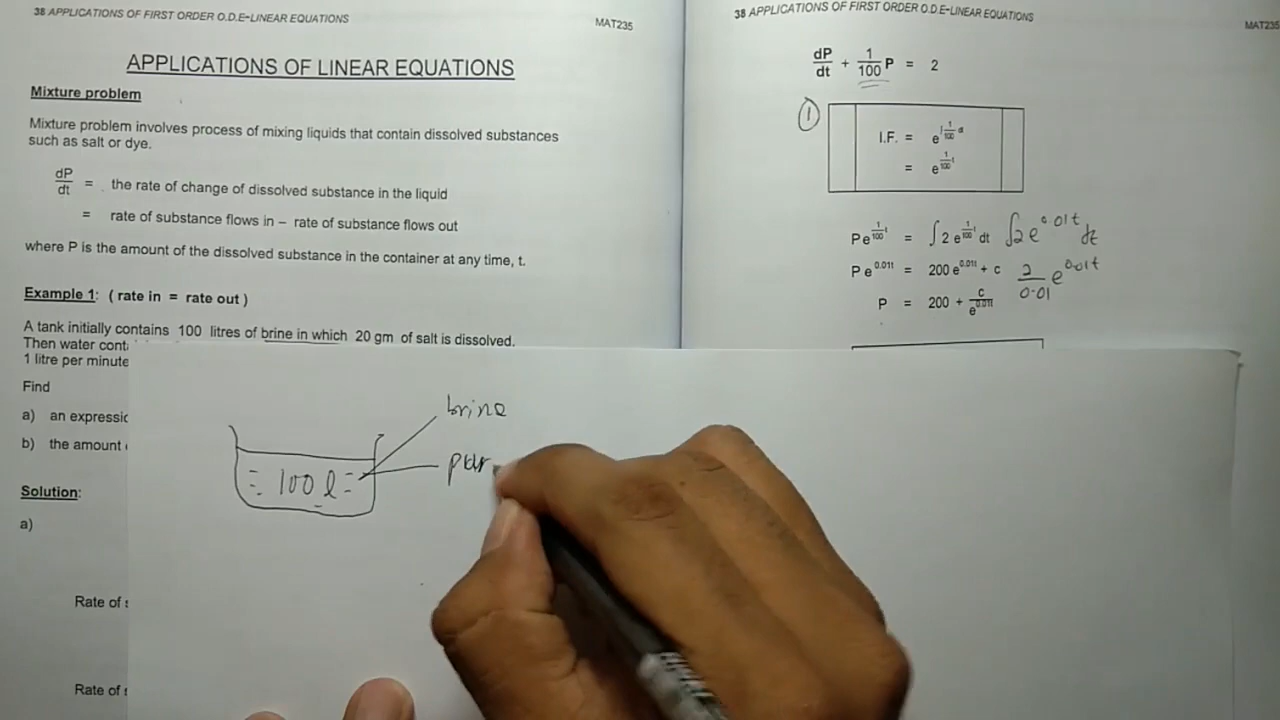 38 APPLICATIONS OF FIRST ORDER O.D.E-LINEAR EQUATIONS
MAT235
APPLICATIONS OF LINEAR EQUATIONS
Mixture problem
Mixture problem involves process of mixing liquids that contain dissolved substances
such as salt or dye.
dP/dt = the rate of change of dissolved substance in the liquid
= rate of substance flows in – rate of substance flows out
where P is the amount of the dissolved substance in the container at any time, t.
Example 1: ( rate in = rate out )
A tank initially contains 100 litres of brine in which 20 gm of salt is dissolved.
Then water cont
1 litre per minute
Find
a) an expressio
b) the amount
Solution:
a)
Rate of s
Rate of
38 APPLICATIONS OF FIRST ORDER O.D.E-LINEAR EQUATIONS
MAT235
dP/dt + 1/100 P = 2
1
I.F. = e^∫1/100 dt
= e^1/100 t
P e^1/100 t = ∫ 2 e^1/100 t dt ∫2e^0.01t dt
P e^0.01t = 200 e^0.01t + c 2/0.01 e^0.01t
P = 200 + c/e^0.01t
brine
100 l
pur